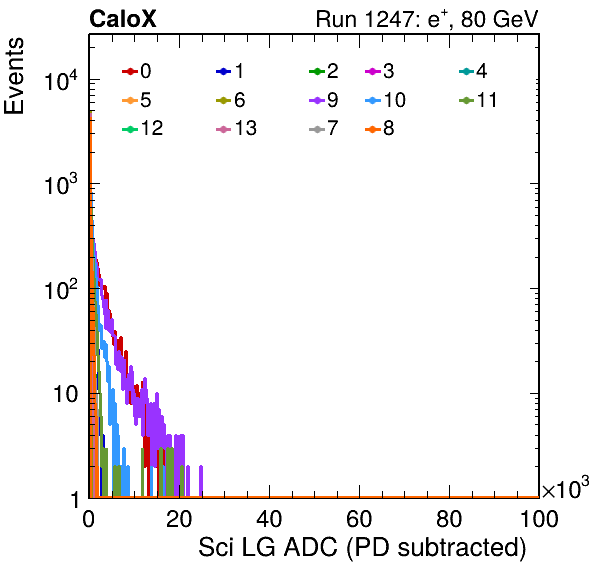 CaloX Run 1247: e⁺, 80 GeV
Events
0 1 2 3 4
5 6 9 10 11
12 13 7 8
10⁴
10³
10²
10
1
0 20 40 60 80 100
×10³
Sci LG ADC (PD subtracted)